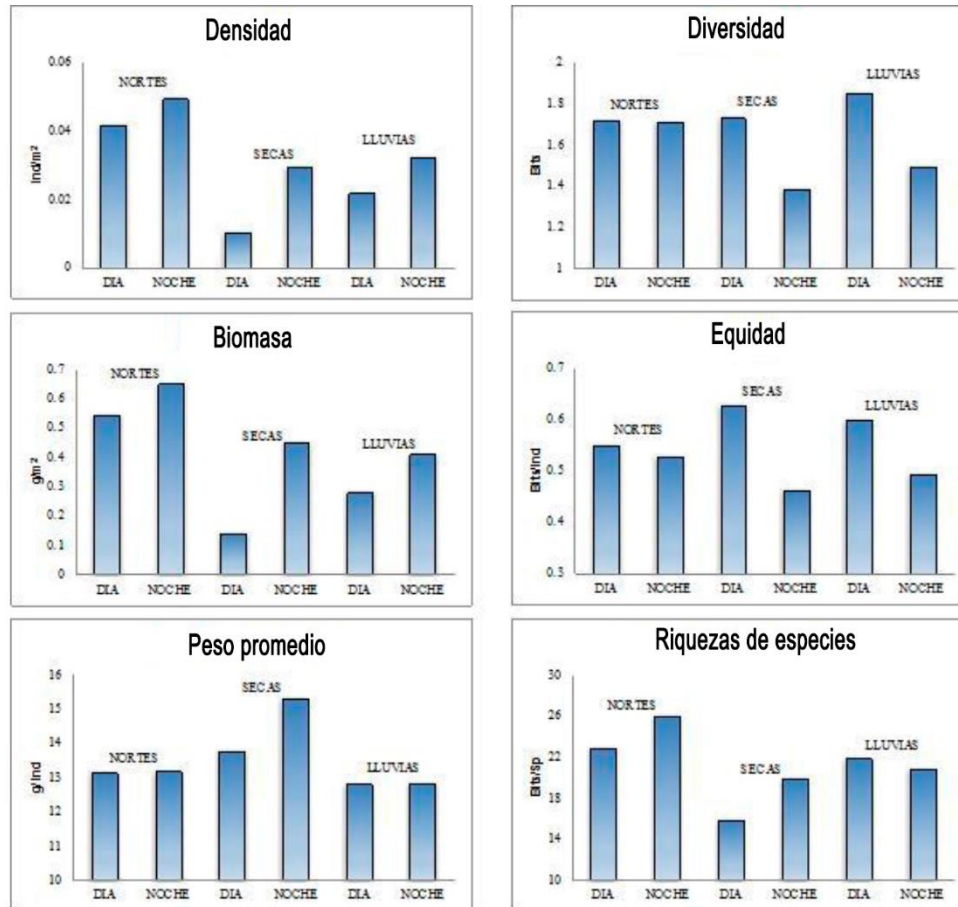 Densidad
Ind/m²
0.06
0.04
0.02
0
NORTES
SECAS
LLUVIAS
DIA NOCHE DIA NOCHE DIA NOCHE
Diversidad
Bits
2
1.8
1.6
1.4
1.2
1
NORTES
SECAS
LLUVIAS
DIA NOCHE DIA NOCHE DIA NOCHE
Biomasa
g/m²
0.7
0.6
0.5
0.4
0.3
0.2
0.1
0
NORTES
SECAS
LLUVIAS
DIA NOCHE DIA NOCHE DIA NOCHE
Equidad
Bits/Ind
0.7
0.6
0.5
0.4
0.3
NORTES
SECAS
LLUVIAS
DIA NOCHE DIA NOCHE DIA NOCHE
Peso promedio
g/Ind
16
15
14
13
12
11
10
NORTES
SECAS
LLUVIAS
DIA NOCHE DIA NOCHE DIA NOCHE
Riquezas de especies
Bits/Sp
30
26
22
18
14
10
NORTES
SECAS
LLUVIAS
DIA NOCHE DIA NOCHE DIA NOCHE